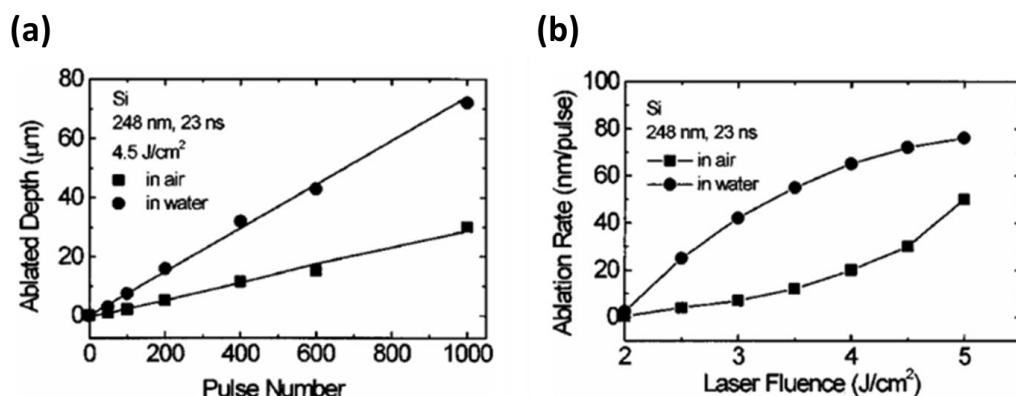 (a)
Ablated Depth (μm)
80
60
40
20
0
Si
248 nm, 23 ns
4.5 J/cm²
in air
in water
0 200 400 600 800 1000
Pulse Number
(b)
Ablation Rate (nm/pulse)
100
80
60
40
20
0
Si
248 nm, 23 ns
in air
in water
2 3 4 5
Laser Fluence (J/cm²)